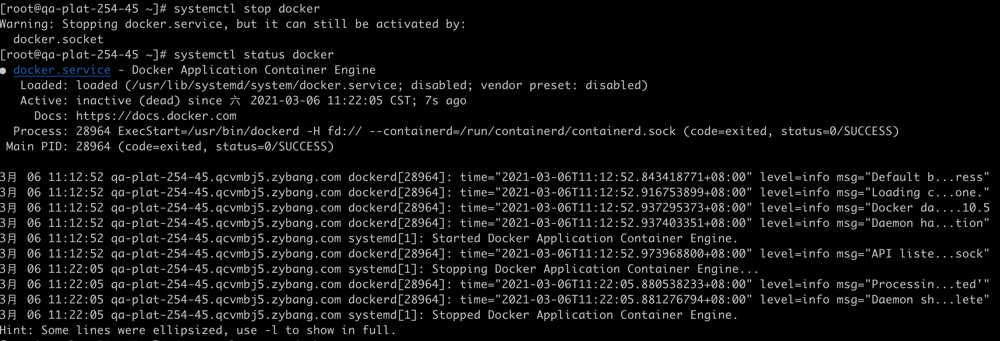 [root@qa-plat-254-45 ~]# systemctl stop docker
Warning: Stopping docker.service, but it can still be activated by:
  docker.socket
[root@qa-plat-254-45 ~]# systemctl status docker
● docker.service - Docker Application Container Engine
   Loaded: loaded (/usr/lib/systemd/system/docker.service; disabled; vendor preset: disabled)
   Active: inactive (dead) since 六 2021-03-06 11:22:05 CST; 7s ago
     Docs: https://docs.docker.com
  Process: 28964 ExecStart=/usr/bin/dockerd -H fd:// --containerd=/run/containerd/containerd.sock (code=exited, status=0/SUCCESS)
 Main PID: 28964 (code=exited, status=0/SUCCESS)
3月 06 11:12:52 qa-plat-254-45.qcvmbj5.zybang.com dockerd[28964]: time="2021-03-06T11:12:52.843418771+08:00" level=info msg="Default b...ress"
3月 06 11:12:52 qa-plat-254-45.qcvmbj5.zybang.com dockerd[28964]: time="2021-03-06T11:12:52.916753899+08:00" level=info msg="Loading c...one."
3月 06 11:12:52 qa-plat-254-45.qcvmbj5.zybang.com dockerd[28964]: time="2021-03-06T11:12:52.937295373+08:00" level=info msg="Docker da....10.5
3月 06 11:12:52 qa-plat-254-45.qcvmbj5.zybang.com dockerd[28964]: time="2021-03-06T11:12:52.937403351+08:00" level=info msg="Daemon ha...tion"
3月 06 11:12:52 qa-plat-254-45.qcvmbj5.zybang.com systemd[1]: Started Docker Application Container Engine.
3月 06 11:12:52 qa-plat-254-45.qcvmbj5.zybang.com dockerd[28964]: time="2021-03-06T11:12:52.973968800+08:00" level=info msg="API liste...sock"
3月 06 11:22:05 qa-plat-254-45.qcvmbj5.zybang.com systemd[1]: Stopping Docker Application Container Engine...
3月 06 11:22:05 qa-plat-254-45.qcvmbj5.zybang.com dockerd[28964]: time="2021-03-06T11:22:05.880538233+08:00" level=info msg="Processin...ted'"
3月 06 11:22:05 qa-plat-254-45.qcvmbj5.zybang.com dockerd[28964]: time="2021-03-06T11:22:05.881276794+08:00" level=info msg="Daemon sh...lete"
3月 06 11:22:05 qa-plat-254-45.qcvmbj5.zybang.com systemd[1]: Stopped Docker Application Container Engine.
Hint: Some lines were ellipsized, use -l to show in full.